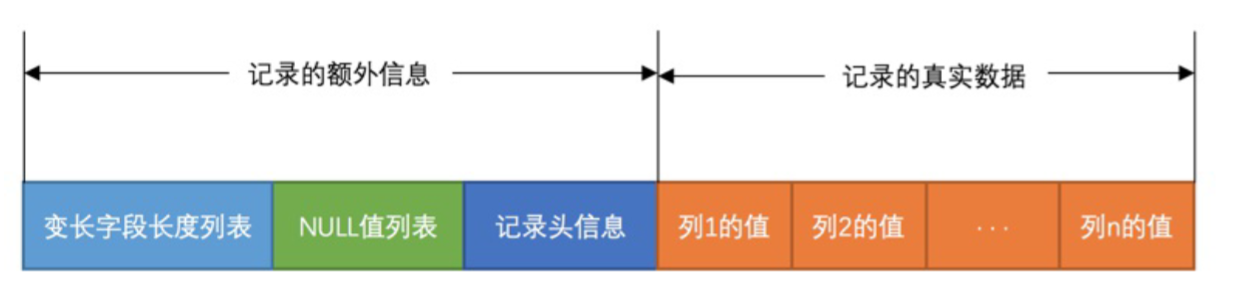 记录的额外信息
记录的真实数据
变长字段长度列表
NULL值列表
记录头信息
列1的值
列2的值
...
列n的值